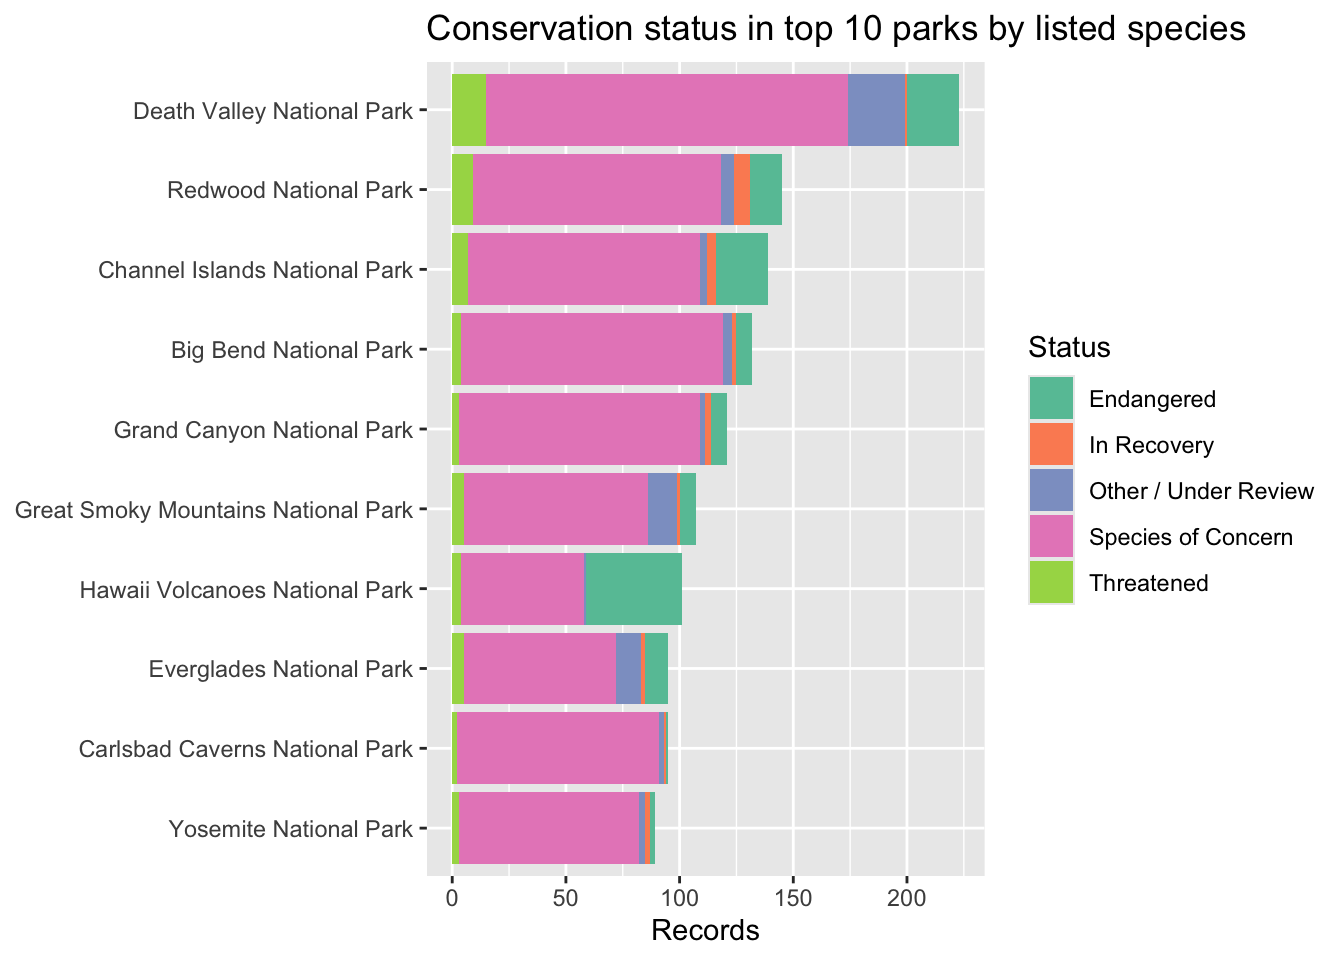 Conservation status in top 10 parks by listed species
Death Valley National Park
Redwood National Park
Channel Islands National Park
Big Bend National Park
Grand Canyon National Park
Great Smoky Mountains National Park
Hawaii Volcanoes National Park
Everglades National Park
Carlsbad Caverns National Park
Yosemite National Park
0 50 100 150 200
Records
Status
Endangered
In Recovery
Other / Under Review
Species of Concern
Threatened